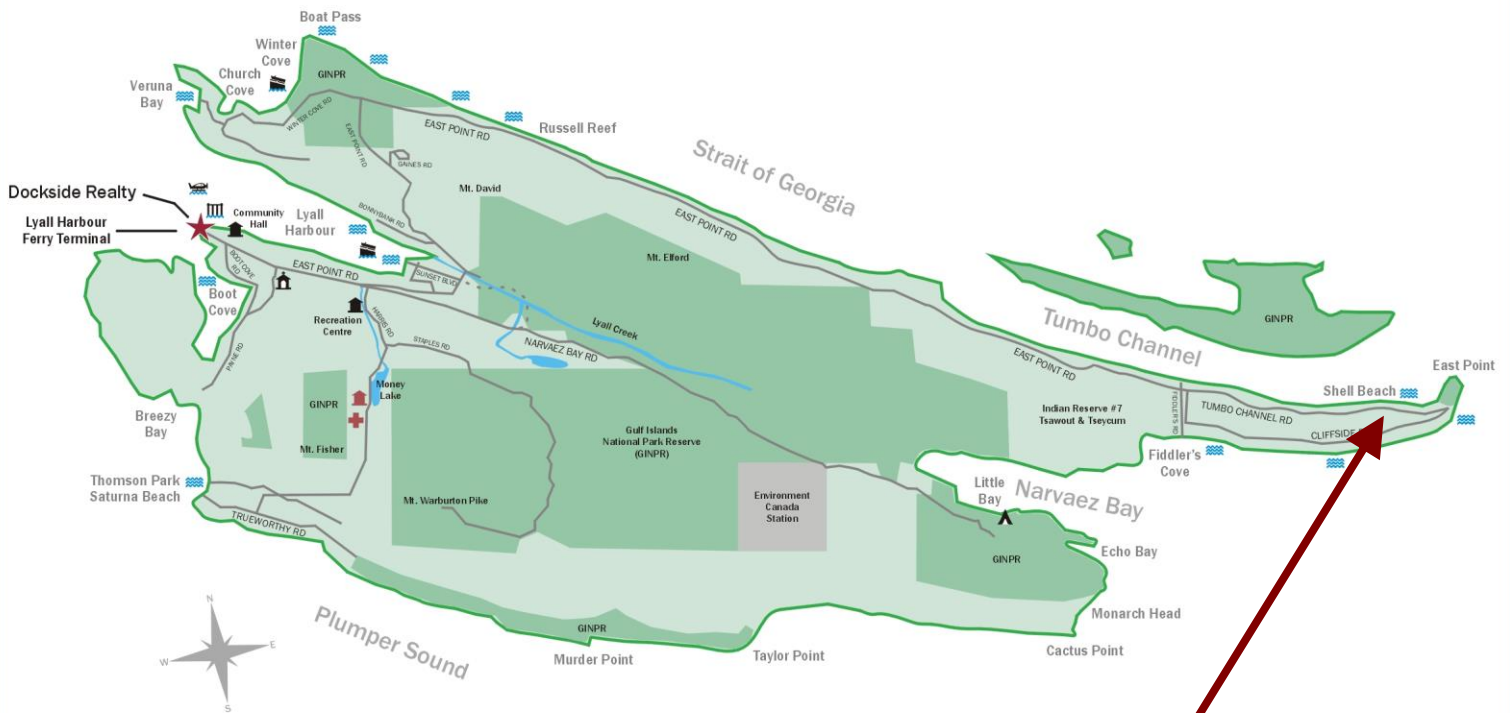 Boat Pass
Winter
Cove
Church
Cove
Veruna
Bay
GINPR
WINTER COVE RD
EAST POINT RD
EAST POINT RD
Russell Reef
Strait of Georgia
GAINES RD
Mt. David
BONNYBANK RD
Dockside Realty
Lyall Harbour
Ferry Terminal
Community
Hall
Lyall
Harbour
EAST POINT RD
Mt. Elford
BOOT COVE
RD
EAST POINT RD
SUNSET BLVD
Boot
Cove
Recreation
Centre
HARRIS RD
Lyall Creek
STAPLES RD
NARVAEZ BAY RD
PAYNE RD
Tumbo Channel
GINPR
EAST POINT RD
East Point
Shell Beach
Money
Lake
Breezy
Bay
GINPR
Mt. Fisher
Gulf Islands
National Park Reserve
(GINPR)
Indian Reserve #7
Tsawout & Tseycum
FIDDLER'S RD
TUMBO CHANNEL RD
CLIFFSIDE
Fiddler's
Cove
Thomson Park
Saturna Beach
Mt. Warburton Pike
Environment
Canada
Station
Little
Bay
Narvaez Bay
TRUEWORTHY RD
Echo Bay
GINPR
Monarch Head
Cactus Point
GINPR
Plumper Sound
Murder Point
Taylor Point
N
W
E
S